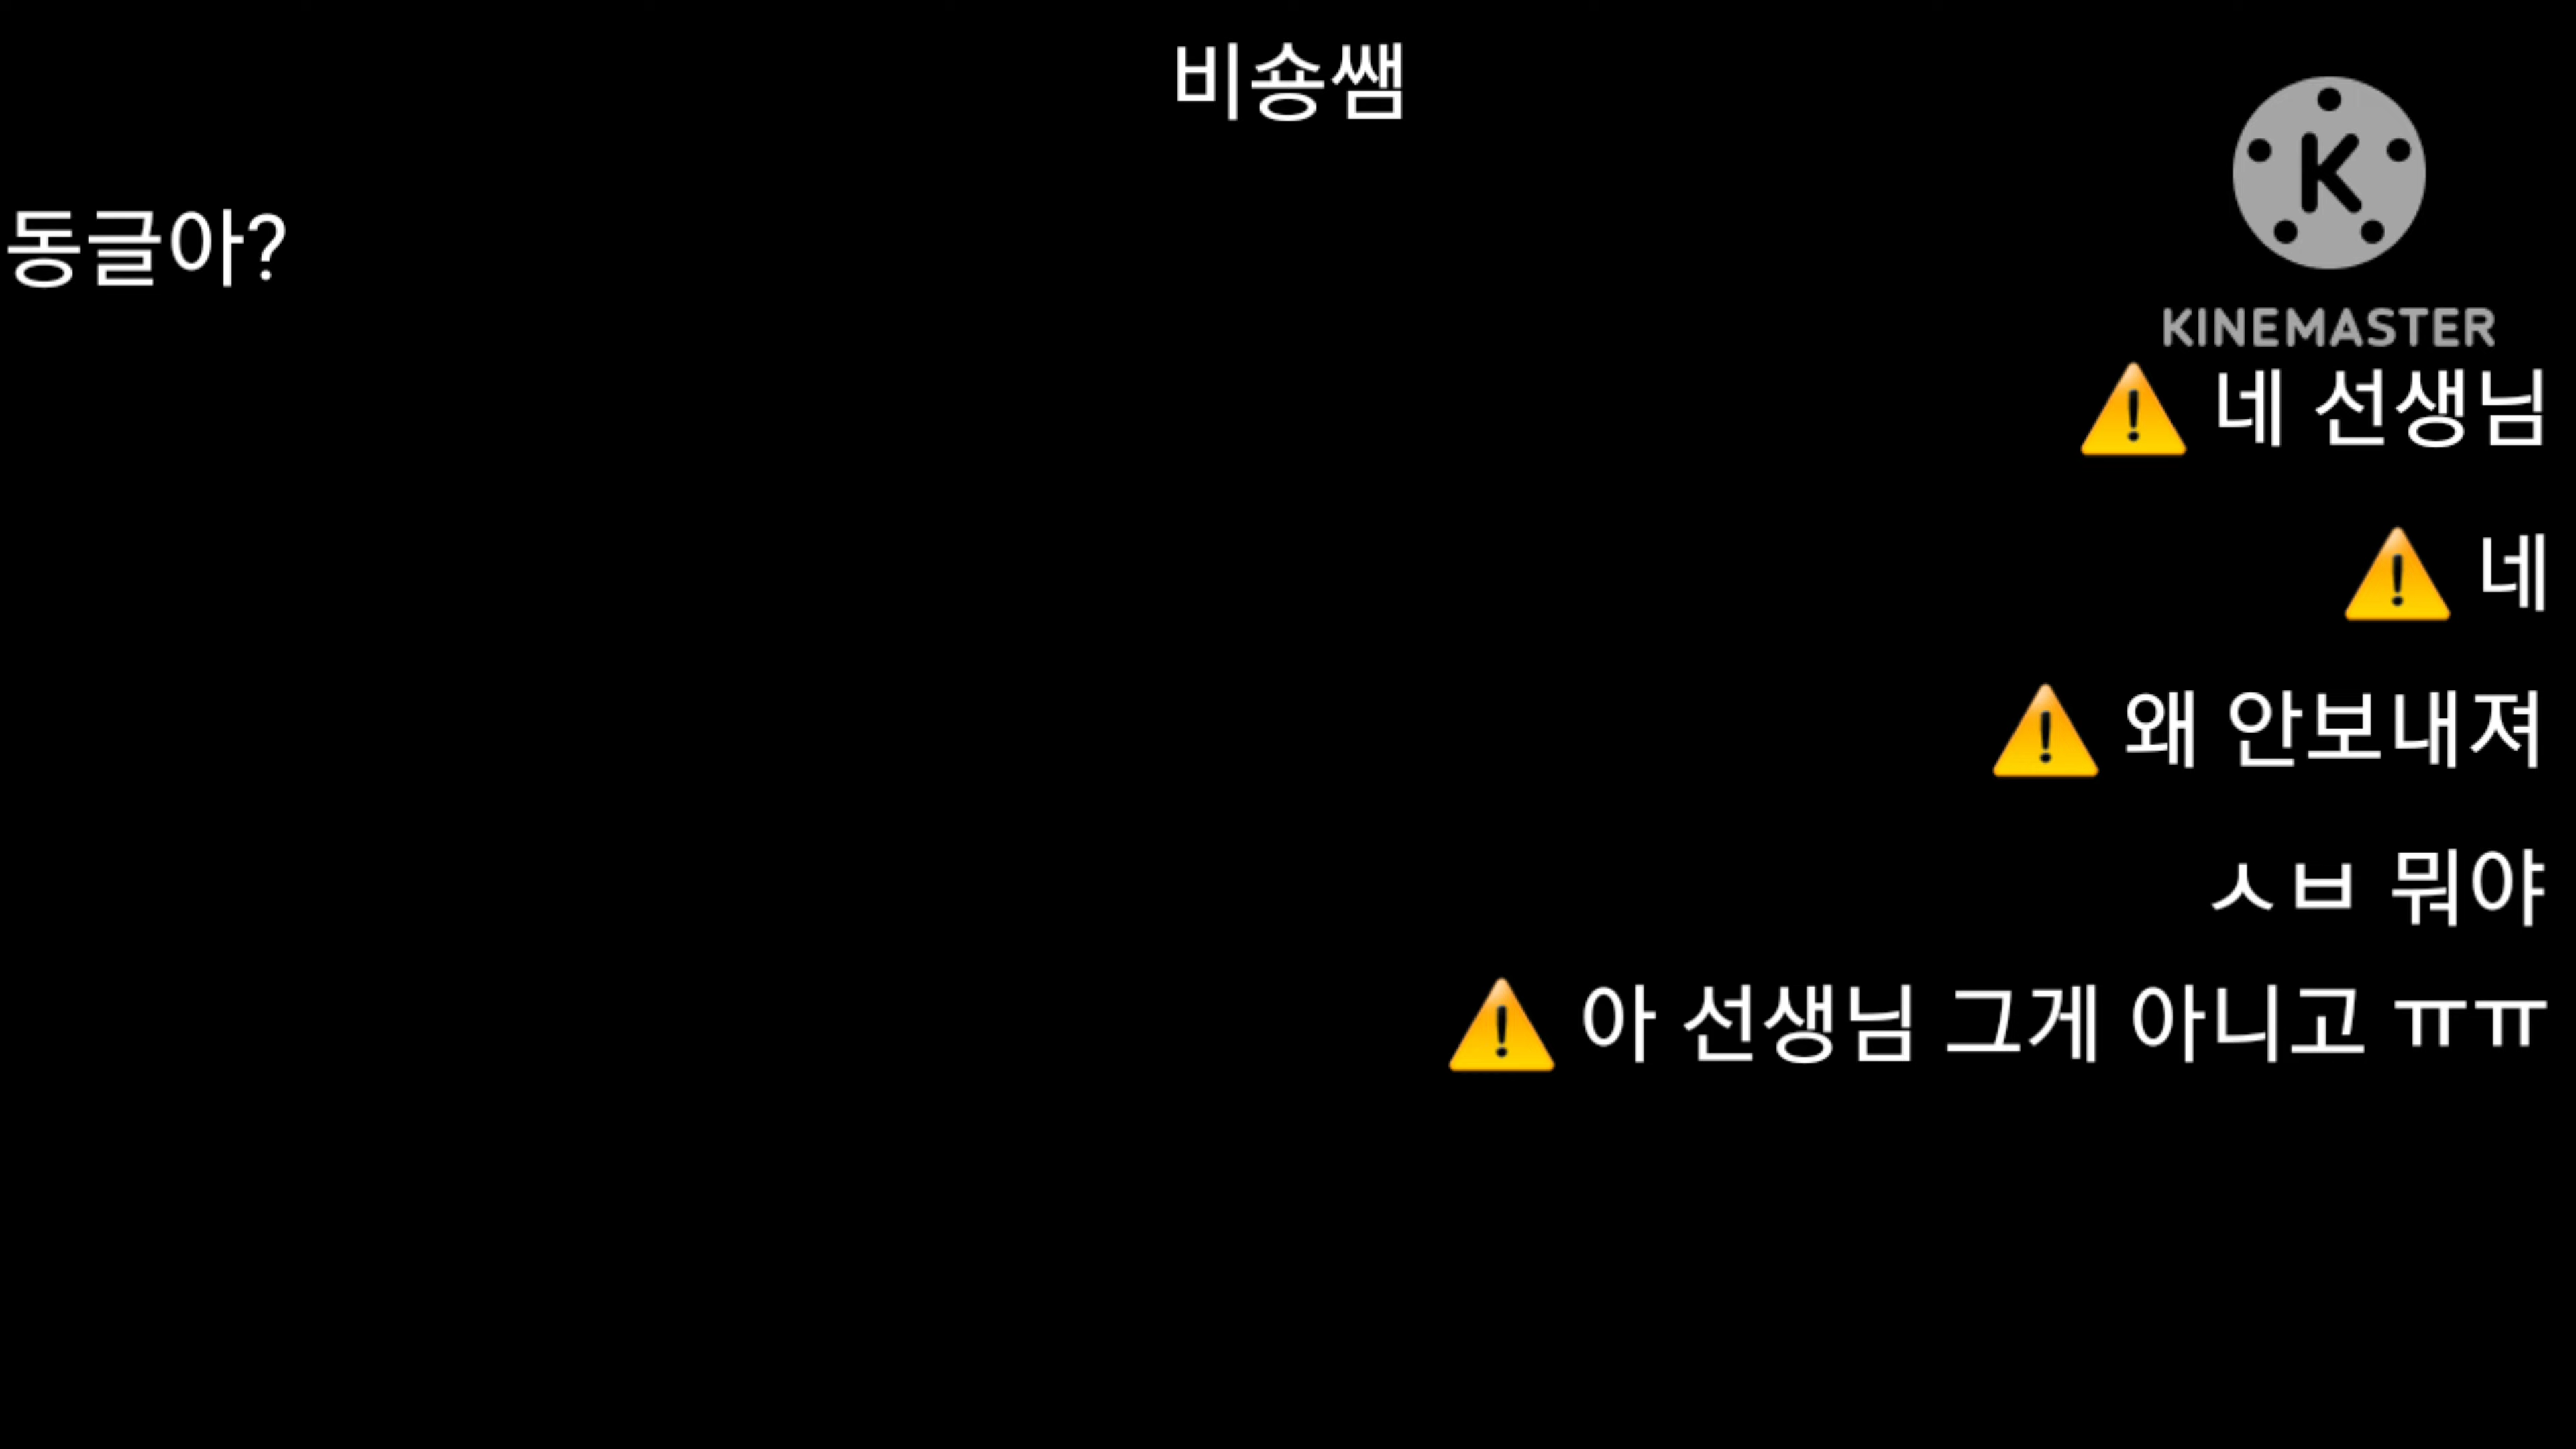 비숑쌤
동글아?
KINEMASTER
⚠️ 네 선생님
⚠️ 네
⚠️ 왜 안보내져
ㅅㅂ 뭐야
⚠️ 아 선생님 그게 아니고 ㅠㅠ